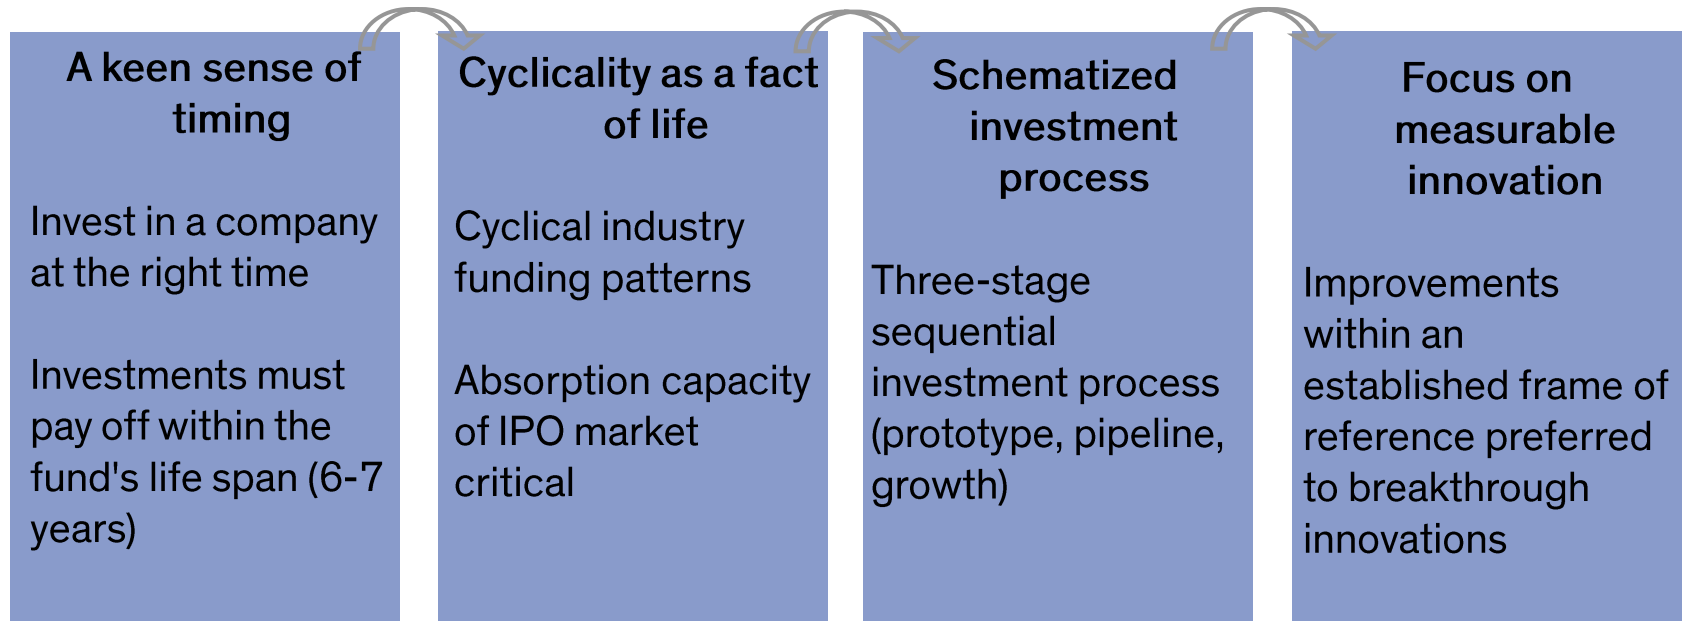 A keen sense of
timing
Invest in a company
at the right time
Investments must
pay off within the
fund's life span (6-7
years)
Cyclicality as a fact
of life
Cyclical industry
funding patterns
Absorption capacity
of IPO market
critical
Schematized
investment
process
Three-stage
sequential
investment process
(prototype, pipeline,
growth)
Focus on
measurable
innovation
Improvements
within an
established frame of
reference preferred
to breakthrough
innovations